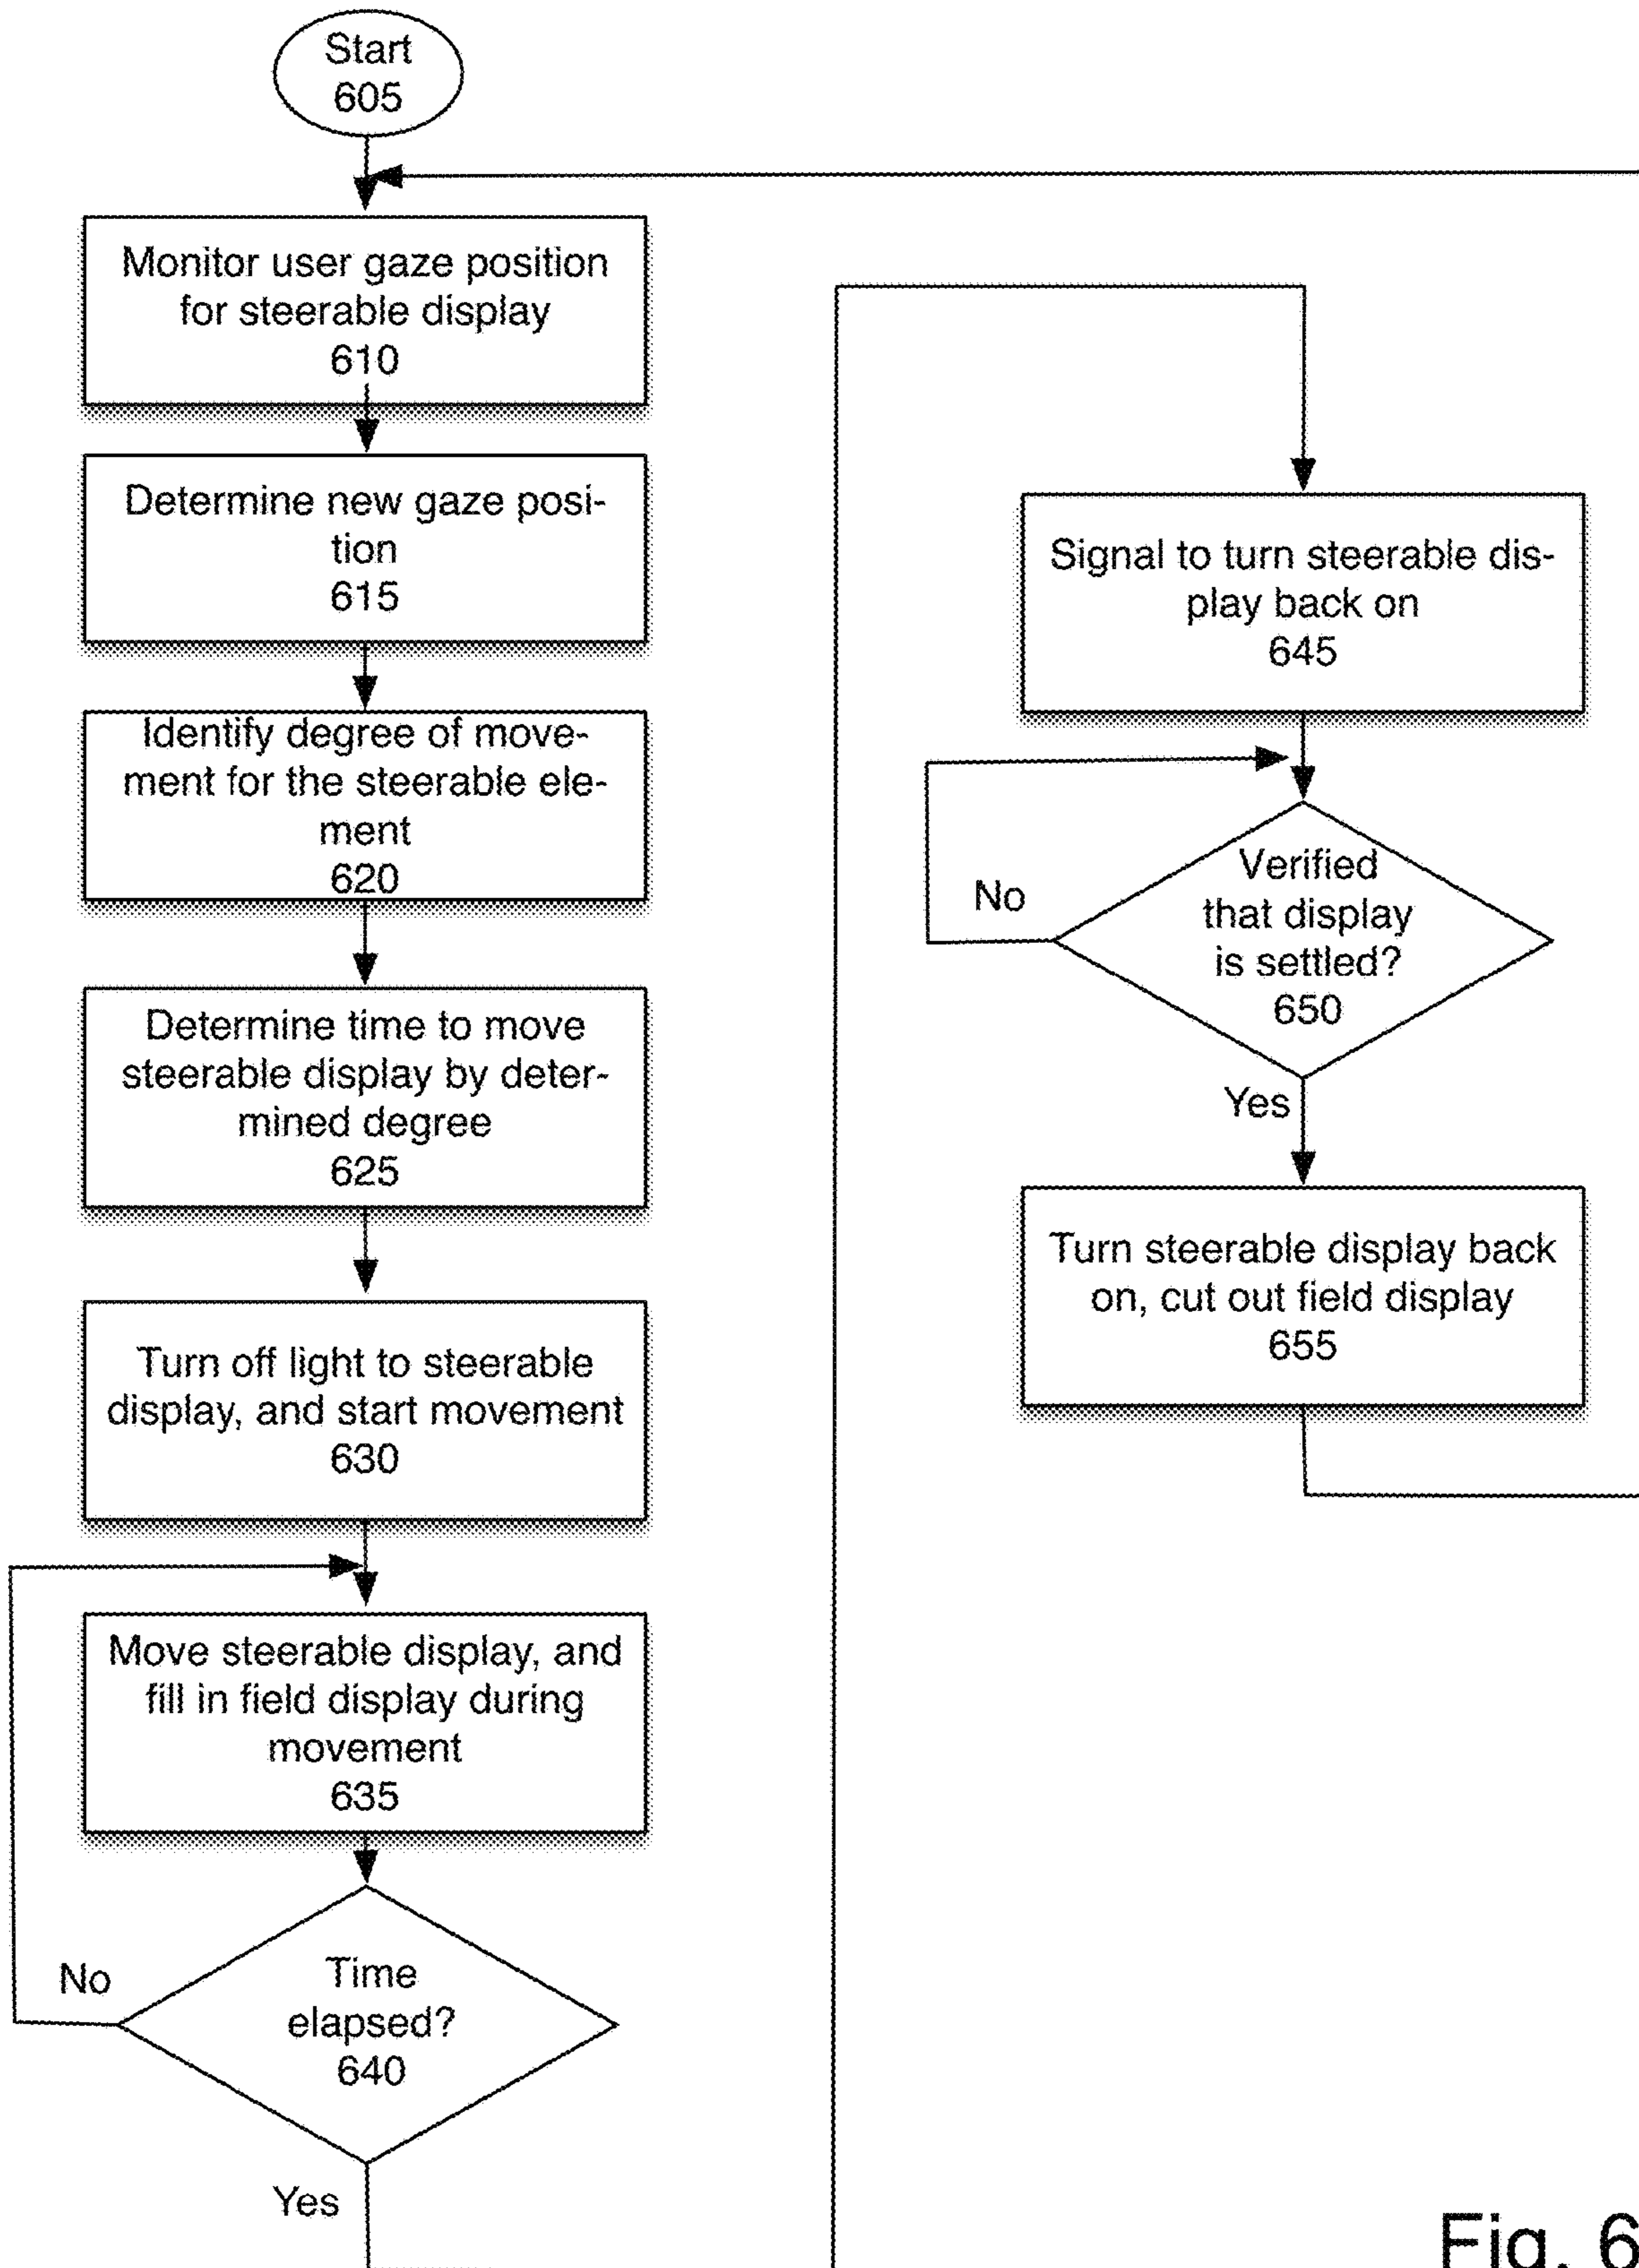 Start
605
Monitor user gaze position
for steerable display
610
Determine new gaze posi-
tion
615
Identify degree of move-
ment for the steerable ele-
ment
620
Determine time to move
steerable display by deter-
mined degree
625
Turn off light to steerable
display, and start movement
630
Move steerable display, and
fill in field display during
movement
635
Time
elapsed?
640
No
Yes
Signal to turn steerable dis-
play back on
645
Verified
that display
is settled?
650
No
Yes
Turn steerable display back
on, cut out field display
655
Fig. 6